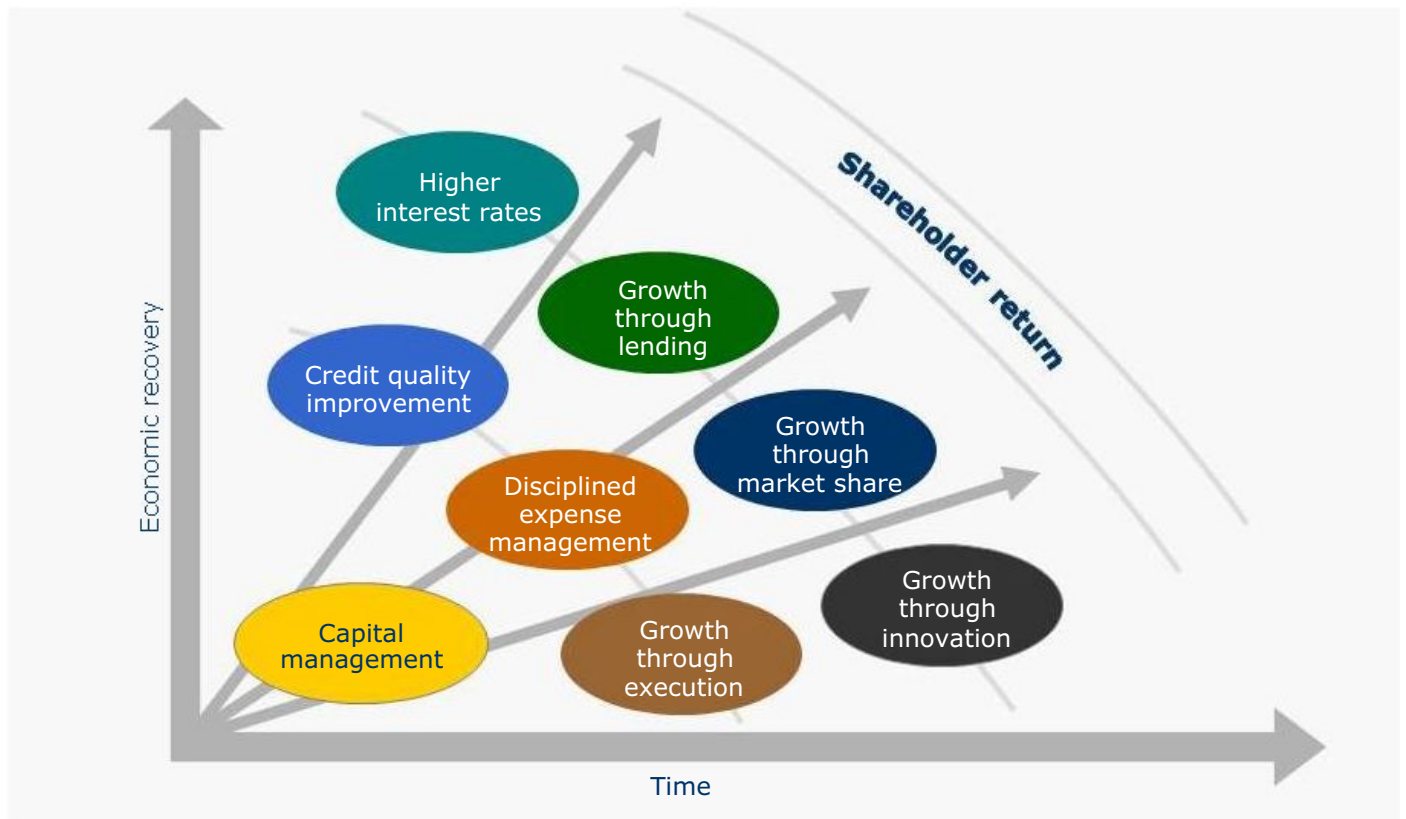 Higher
interest rates
Growth
through
lending
Shareholder return
Credit quality
improvement
Growth
through
market share
Disciplined
expense
management
Growth
through
innovation
Capital
management
Growth
through
execution
Economic recovery
Time